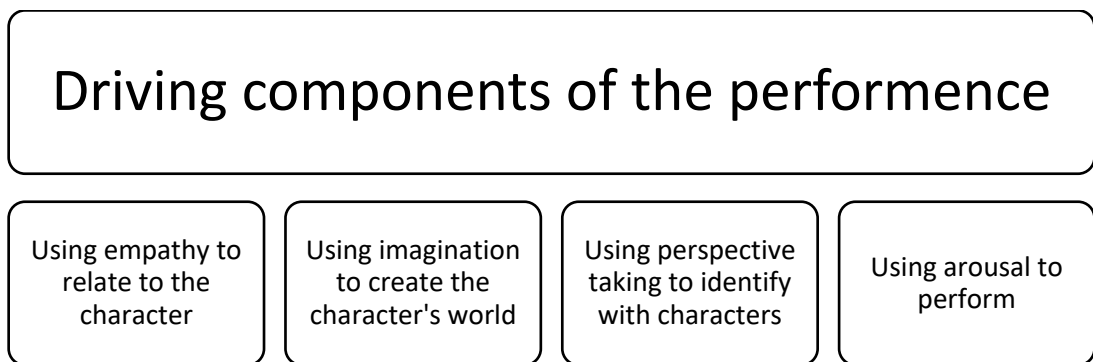 Driving components of the performence
Using empathy to
relate to the
character
Using imagination
to create the
character's world
Using perspective
taking to identify
with characters
Using arousal to
perform